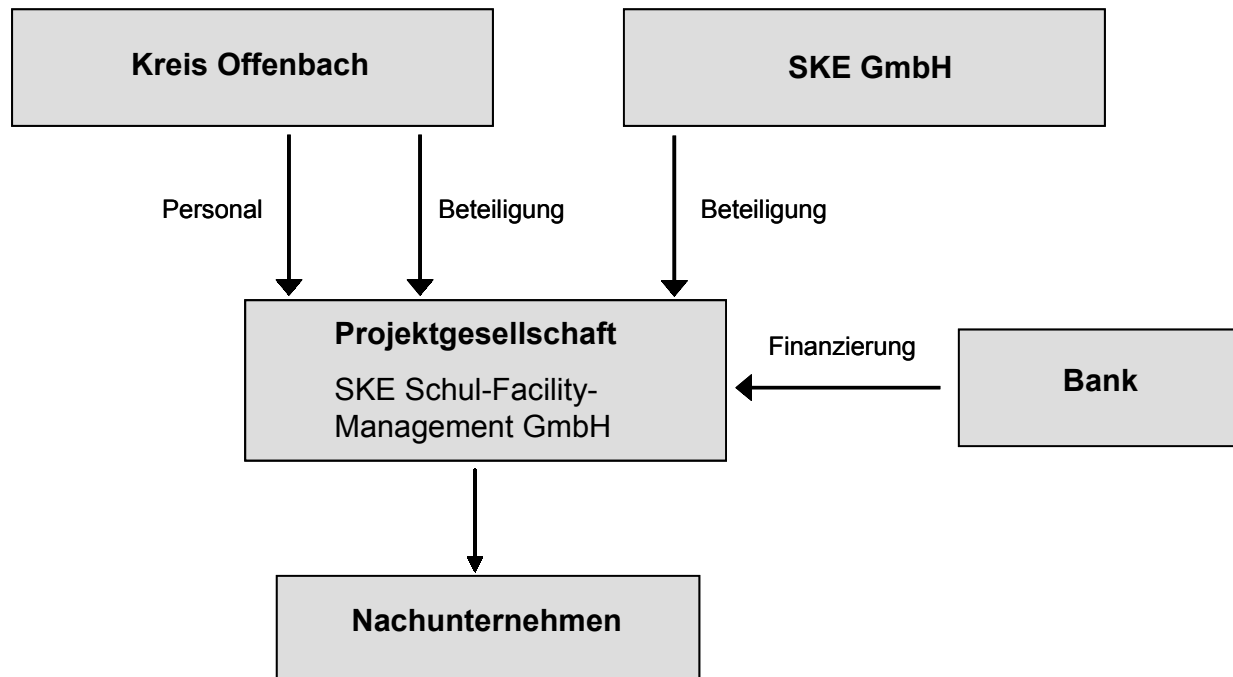 Kreis Offenbach
SKE GmbH
Personal
Beteiligung
Beteiligung
Projektgesellschaft
SKE Schul-Facility-
Management GmbH
Finanzierung
Bank
Nachunternehmen